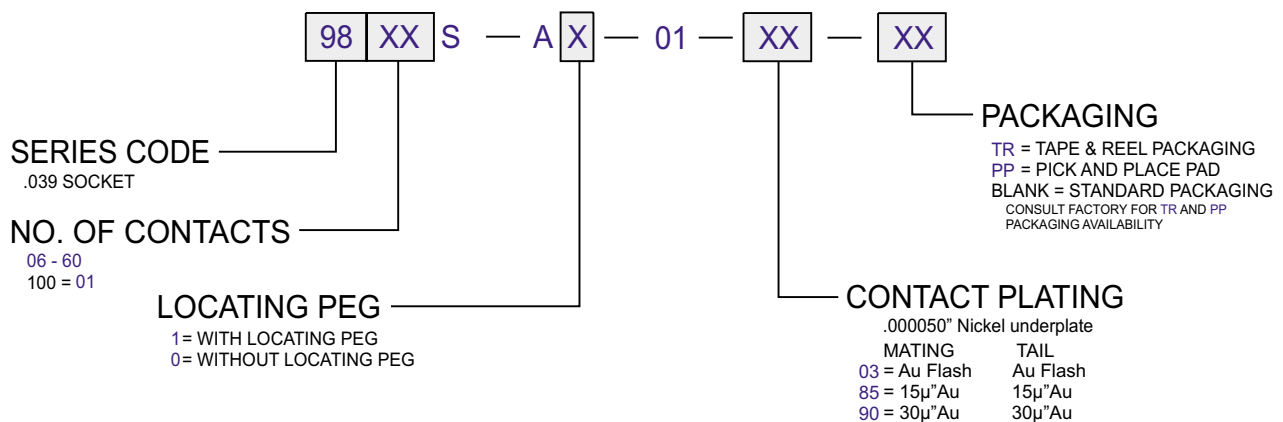 98 XX S — A X — 01 — XX — XX
PACKAGING
TR = TAPE & REEL PACKAGING
PP = PICK AND PLACE PAD
BLANK = STANDARD PACKAGING
CONSULT FACTORY FOR TR AND PP
PACKAGING AVAILABILITY
SERIES CODE
.039 SOCKET
NO. OF CONTACTS
06 - 60
100 = 01
LOCATING PEG
1= WITH LOCATING PEG
0= WITHOUT LOCATING PEG
CONTACT PLATING
.000050” Nickel underplate
MATING TAIL
03 = Au Flash Au Flash
85 = 15µ”Au 15µ”Au
90 = 30µ”Au 30µ”Au